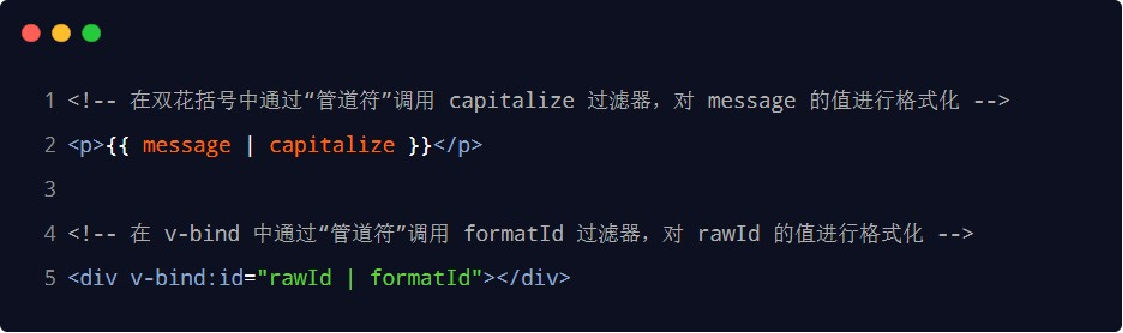 1 <!-- 在双花括号中通过“管道符”调用 capitalize 过滤器，对 message 的值进行格式化 -->
2 <p>{{ message | capitalize }}</p>
3
4 <!-- 在 v-bind 中通过“管道符”调用 formatId 过滤器，对 rawId 的值进行格式化 -->
5 <div v-bind:id="rawId | formatId"></div>